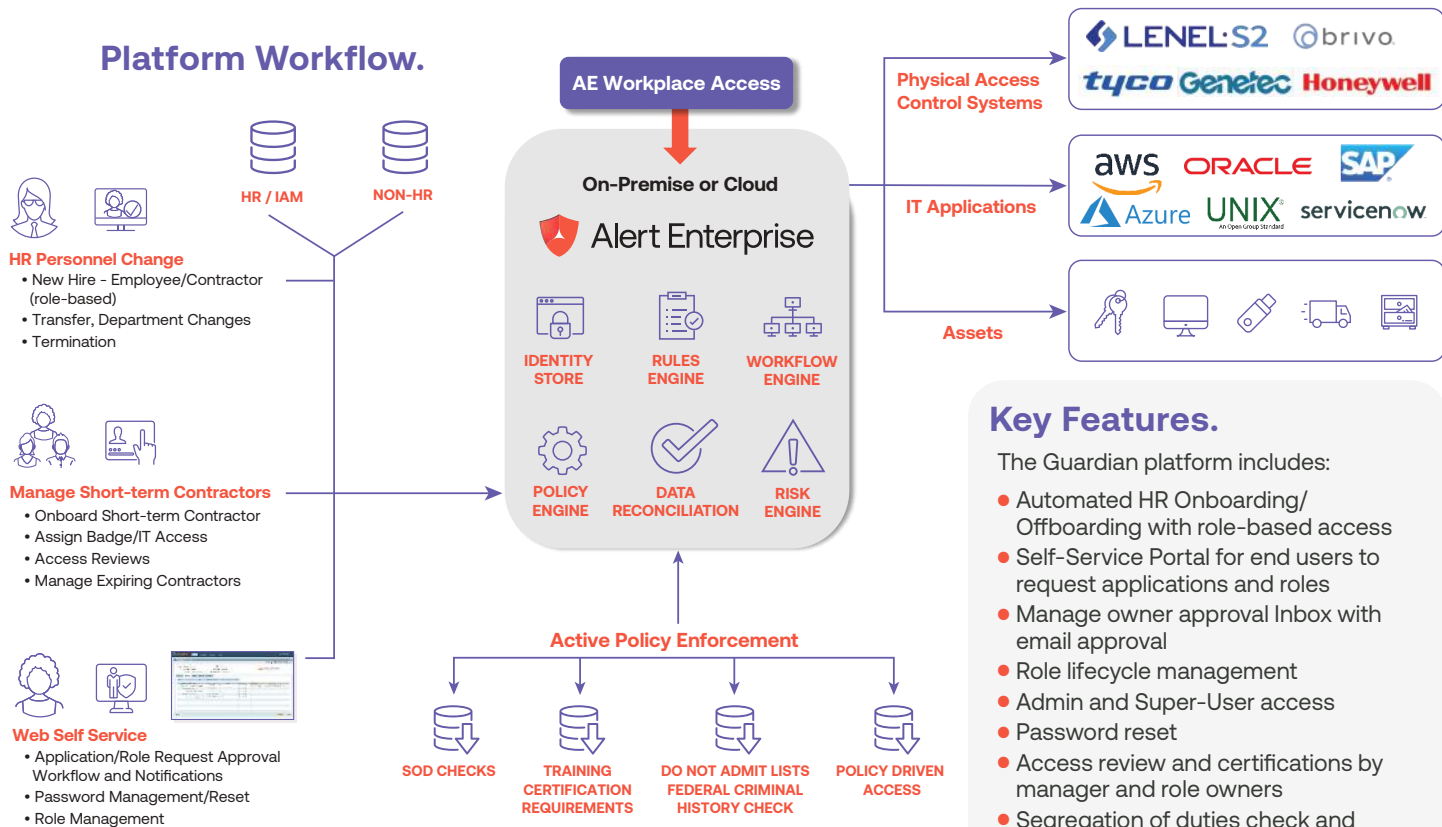 Platform Workflow.
HR / IAM
NON-HR
HR Personnel Change
• New Hire - Employee/Contractor
(role-based)
• Transfer, Department Changes
• Termination
Manage Short-term Contractors
• Onboard Short-term Contractor
• Assign Badge/IT Access
• Access Reviews
• Manage Expiring Contractors
Web Self Service
• Application/Role Request Approval
Workflow and Notifications
• Password Management/Reset
• Role Management
AE Workplace Access
On-Premise or Cloud
Alert Enterprise
IDENTITY
STORE
RULES
ENGINE
WORKFLOW
ENGINE
POLICY
ENGINE
DATA
RECONCILIATION
RISK
ENGINE
Active Policy Enforcement
SOD CHECKS
TRAINING
CERTIFICATION
REQUIREMENTS
DO NOT ADMIT LISTS
FEDERAL CRIMINAL
HISTORY CHECK
POLICY DRIVEN
ACCESS
Physical Access
Control Systems
LENEL:S2 brivo.
tyco Genetec Honeywell
IT Applications
aws ORACLE SAP
Azure UNIX servicenow
An Open Group Standard
Assets
Key Features.
The Guardian platform includes:
• Automated HR Onboarding/
Offboarding with role-based access
• Self-Service Portal for end users to
request applications and roles
• Manage owner approval Inbox with
email approval
• Role lifecycle management
• Admin and Super-User access
• Password reset
• Access review and certifications by
manager and role owners
• Segregation of duties check and